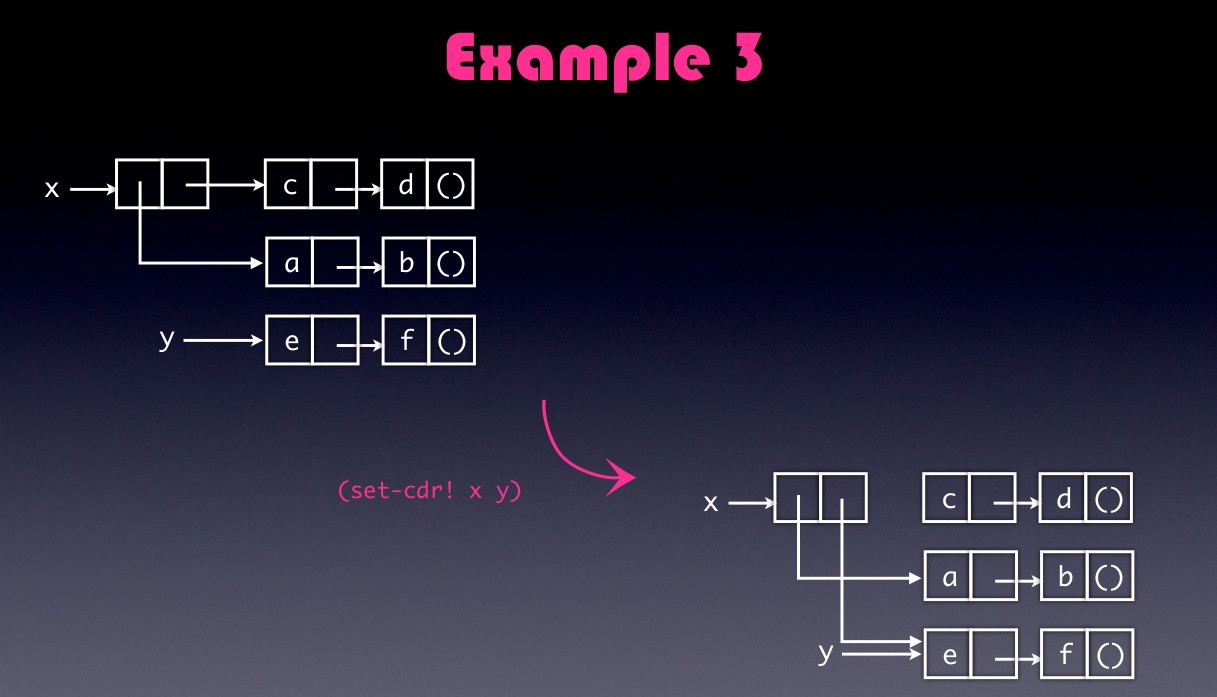 Example 3
x c d ()
a b ()
y e f ()
(set-cdr! x y)
x c d ()
a b ()
y e f ()